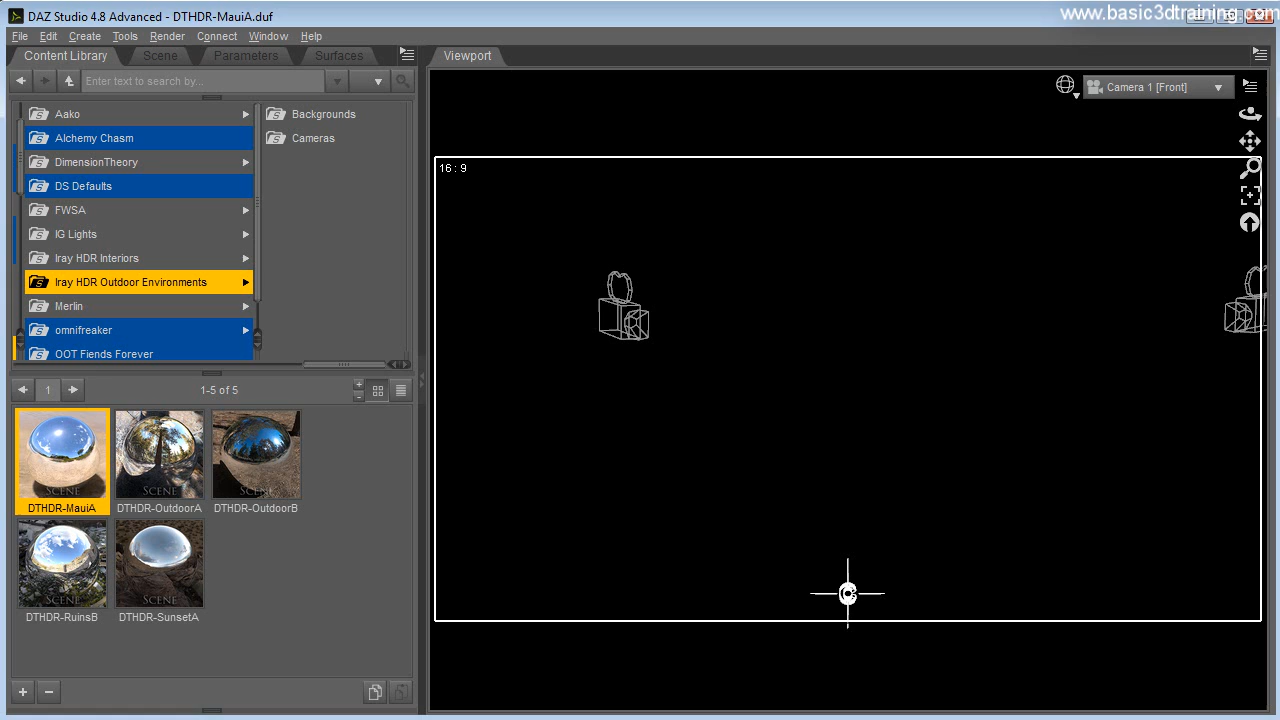 DAZ Studio 4.8 Advanced - DTHDR-MauiA.duf
www.basic3dtraining.com
File Edit Create Tools Render Connect Window Help
Content Library Scene Parameters Surfaces
Viewport
Enter text to search by...
Camera 1 [Front]
Aako
Alchemy Chasm
DimensionTheory
DS Defaults
FWSA
IG Lights
Iray HDR Interiors
Iray HDR Outdoor Environments
Merlin
omnifreaker
OOT Fiends Forever
Backgrounds
Cameras
16 : 9
1
1-5 of 5
SCENE SCENE SCENE
DTHDR-MauiA DTHDR-OutdoorA DTHDR-OutdoorB
SCENE SCENE
DTHDR-RuinsB DTHDR-SunsetA